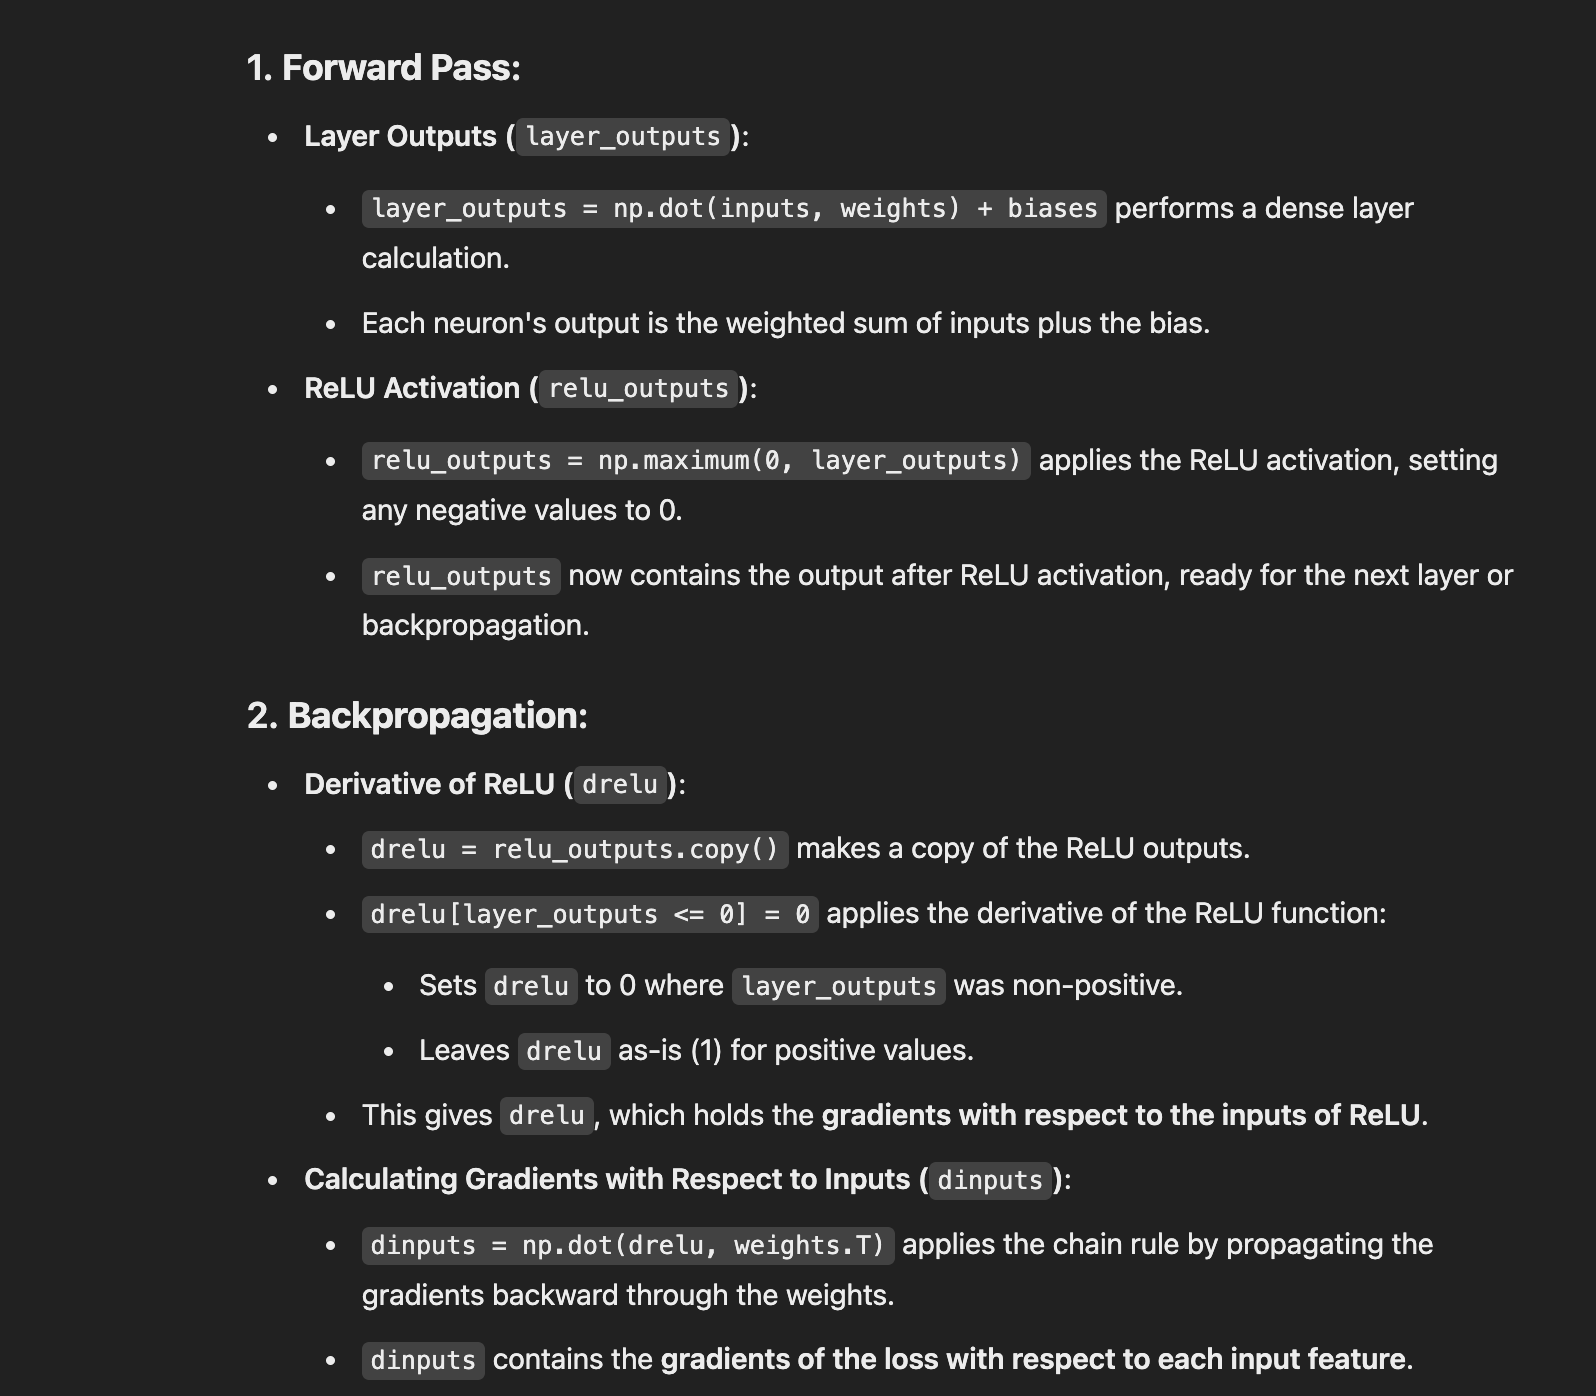 1. Forward Pass:
• Layer Outputs (layer_outputs):
• layer_outputs = np.dot(inputs, weights) + biases performs a dense layer
calculation.
• Each neuron's output is the weighted sum of inputs plus the bias.
• ReLU Activation (relu_outputs):
• relu_outputs = np.maximum(0, layer_outputs) applies the ReLU activation, setting
any negative values to 0.
• relu_outputs now contains the output after ReLU activation, ready for the next layer or
backpropagation.
2. Backpropagation:
• Derivative of ReLU (drelu):
• drelu = relu_outputs.copy() makes a copy of the ReLU outputs.
• drelu[layer_outputs <= 0] = 0 applies the derivative of the ReLU function:
• Sets drelu to 0 where layer_outputs was non-positive.
• Leaves drelu as-is (1) for positive values.
• This gives drelu, which holds the gradients with respect to the inputs of ReLU.
• Calculating Gradients with Respect to Inputs (dinputs):
• dinputs = np.dot(drelu, weights.T) applies the chain rule by propagating the
gradients backward through the weights.
• dinputs contains the gradients of the loss with respect to each input feature.